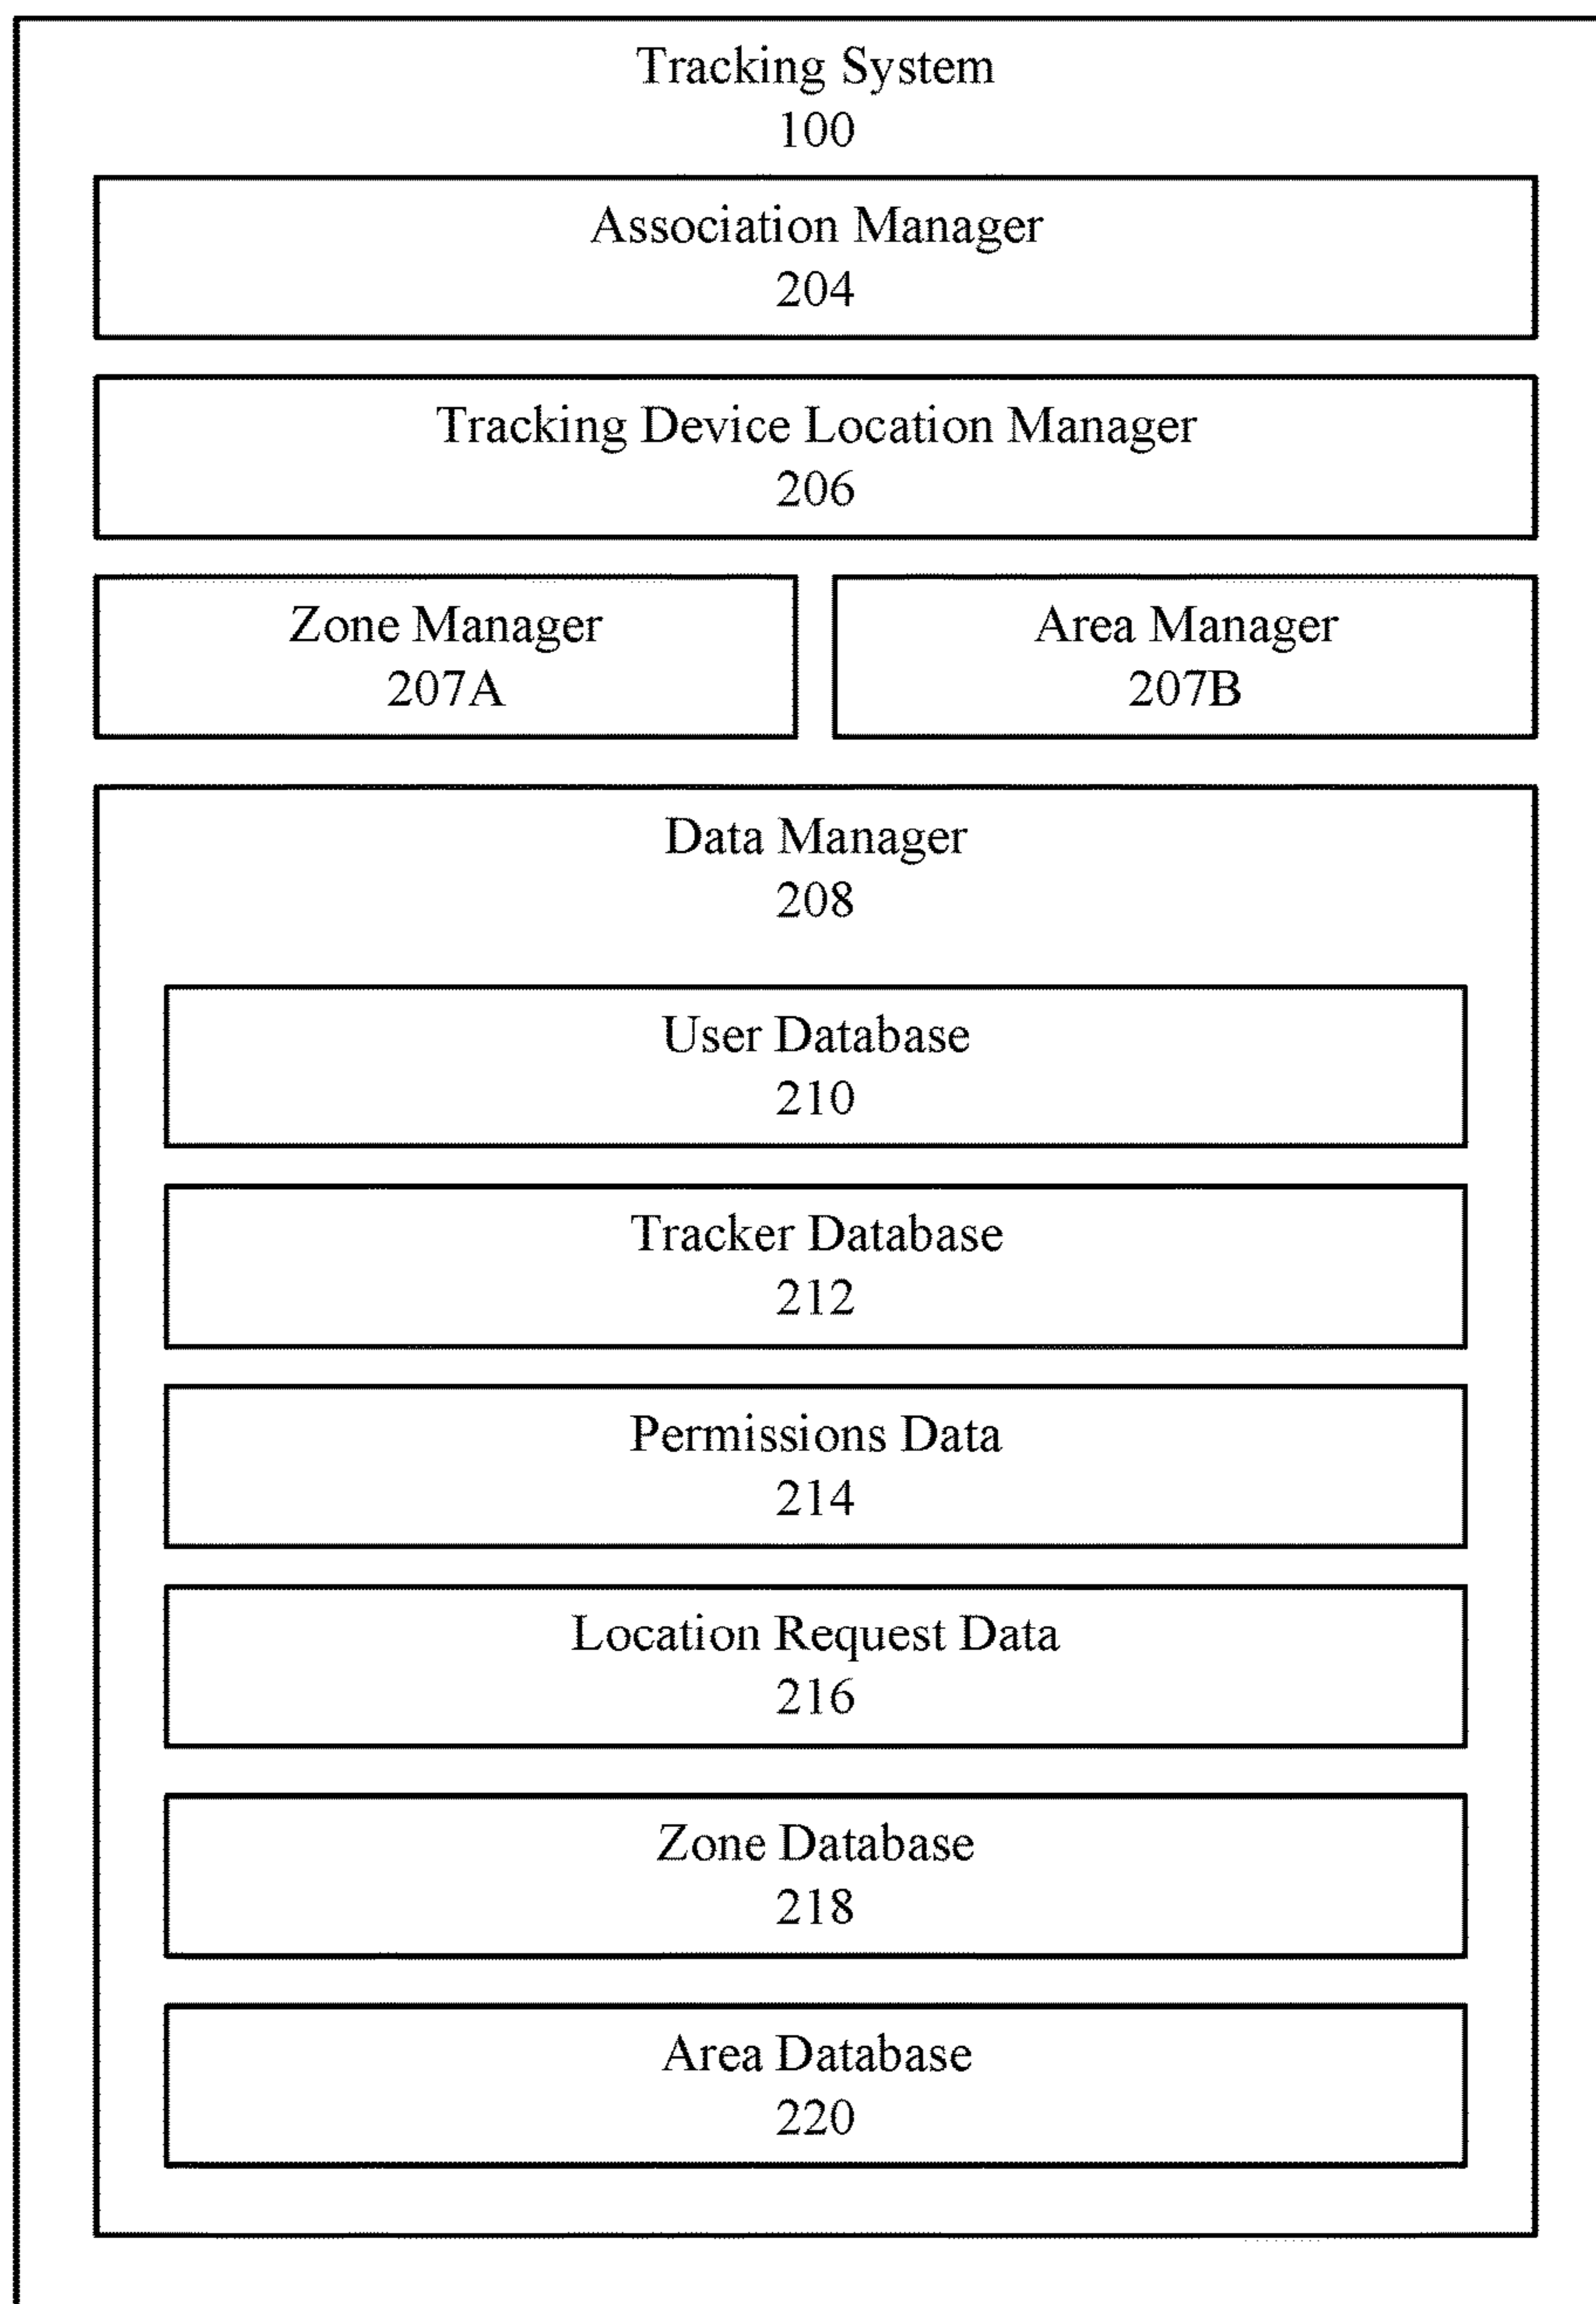 Tracking System
100
Association Manager
204
Tracking Device Location Manager
206
Zone Manager
207A
Area Manager
207B
Data Manager
208
User Database
210
Tracker Database
212
Permissions Data
214
Location Request Data
216
Zone Database
218
Area Database
220